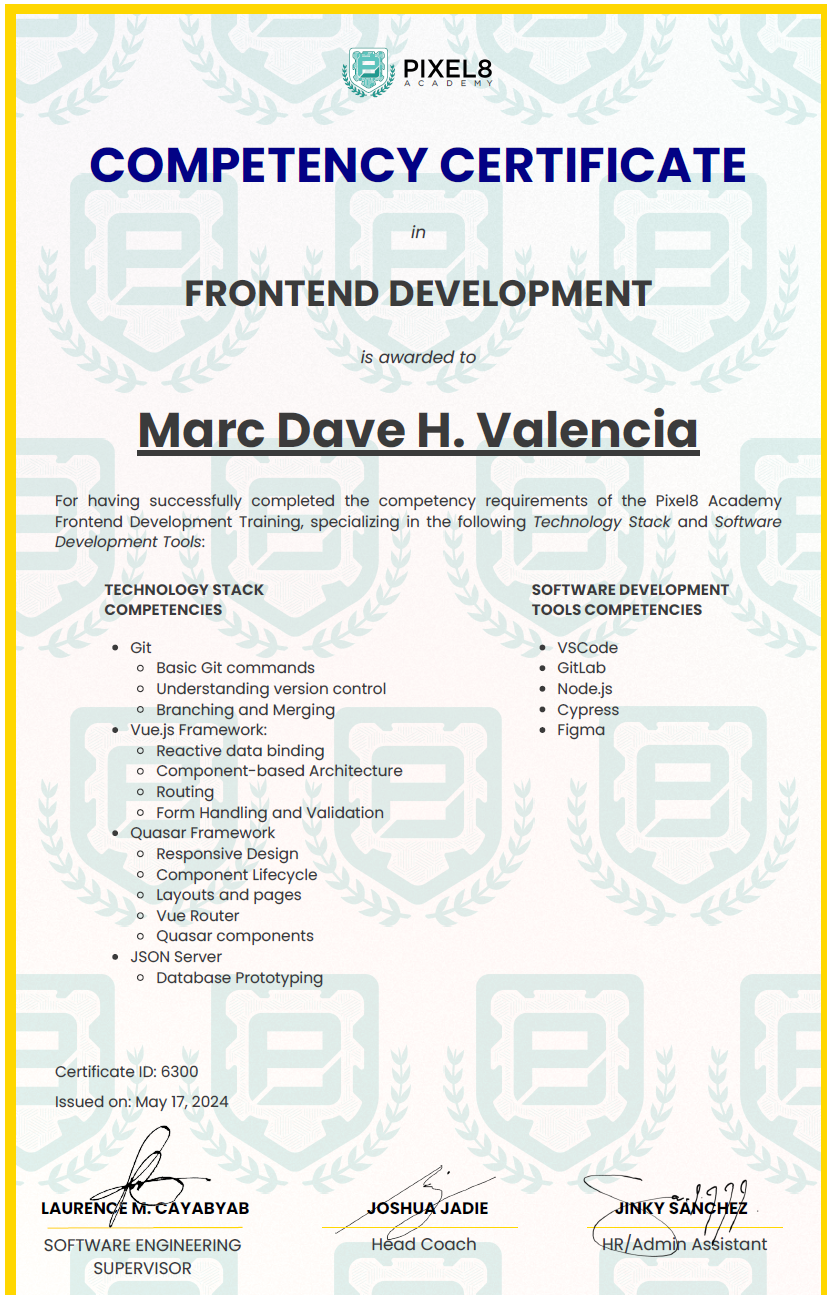 PIXEL8
ACADEMY
COMPETENCY CERTIFICATE
in
FRONTEND DEVELOPMENT
is awarded to
Marc Dave H. Valencia
For having successfully completed the competency requirements of the Pixel8 Academy
Frontend Development Training, specializing in the following Technology Stack and Software
Development Tools:
TECHNOLOGY STACK
COMPETENCIES
• Git
◦ Basic Git commands
◦ Understanding version control
◦ Branching and Merging
• Vue.js Framework:
◦ Reactive data binding
◦ Component-based Architecture
◦ Routing
◦ Form Handling and Validation
• Quasar Framework
◦ Responsive Design
◦ Component Lifecycle
◦ Layouts and pages
◦ Vue Router
◦ Quasar components
• JSON Server
◦ Database Prototyping
SOFTWARE DEVELOPMENT
TOOLS COMPETENCIES
• VSCode
• GitLab
• Node.js
• Cypress
• Figma
Certificate ID: 6300
Issued on: May 17, 2024
LAURENCE M. CAYABYAB
SOFTWARE ENGINEERING
SUPERVISOR
JOSHUA JADIE
Head Coach
JINKY SANCHEZ
HR/Admin Assistant